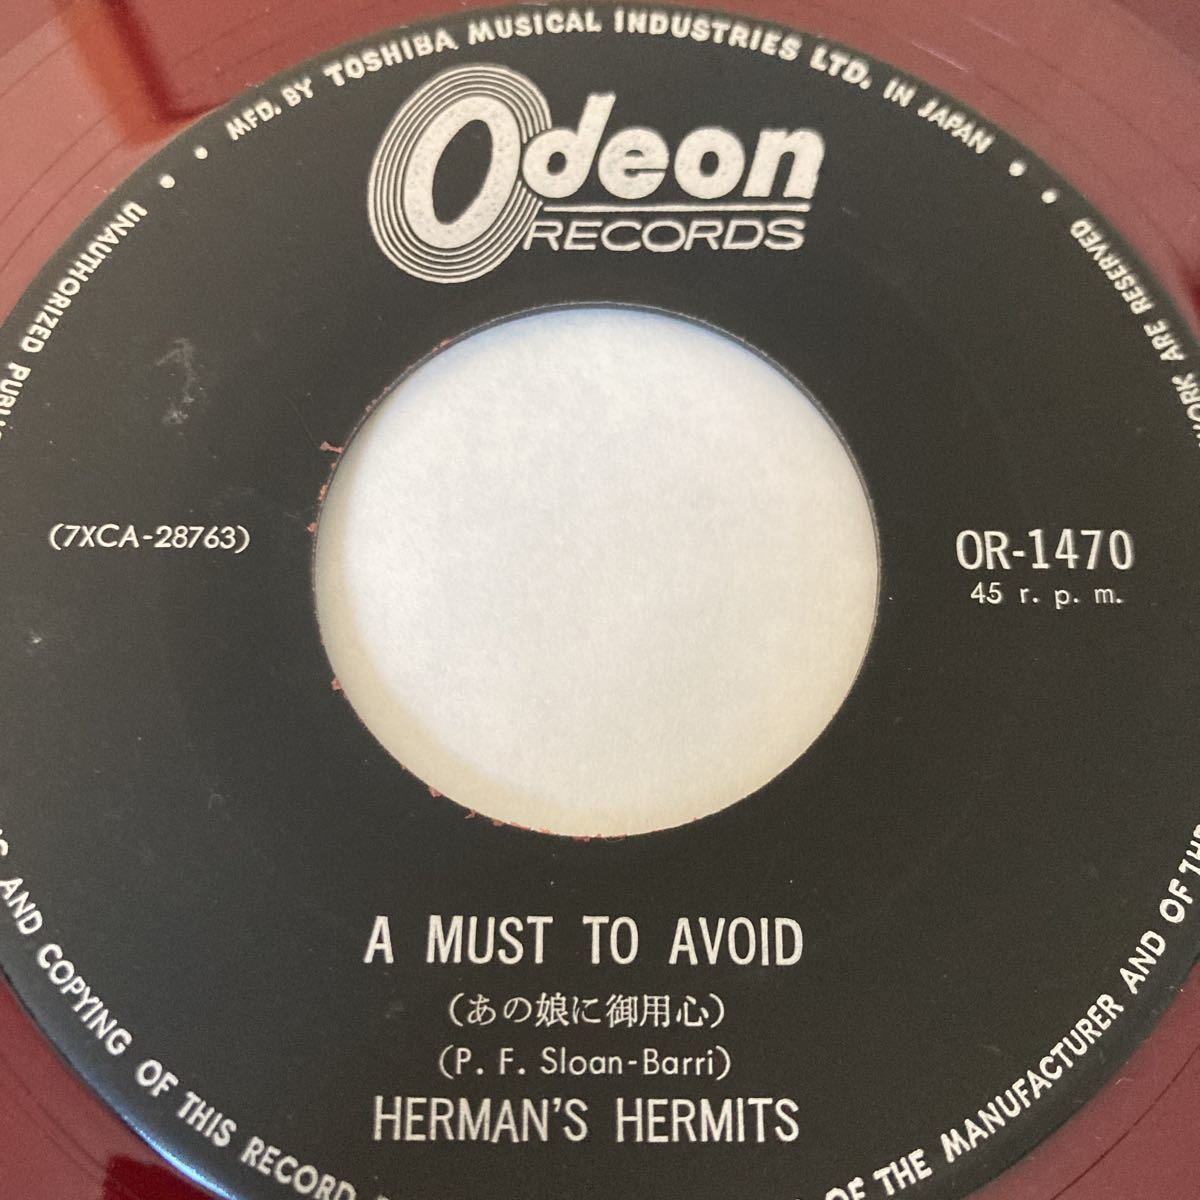 MFD. BY TOSHIBA MUSICAL INDUSTRIES LTD. IN JAPAN
Odeon
RECORDS
(7XCA-28763)
OR-1470
45 r. p. m.
A MUST TO AVOID
(あの娘に御用心)
(P. F. Sloan-Barri)
HERMAN'S HERMITS
UNAUTHORIZED
AND COPYING OF THIS RECORD
OF THE MANUFACTURER AND OF THE
WORK ARE RESERVED